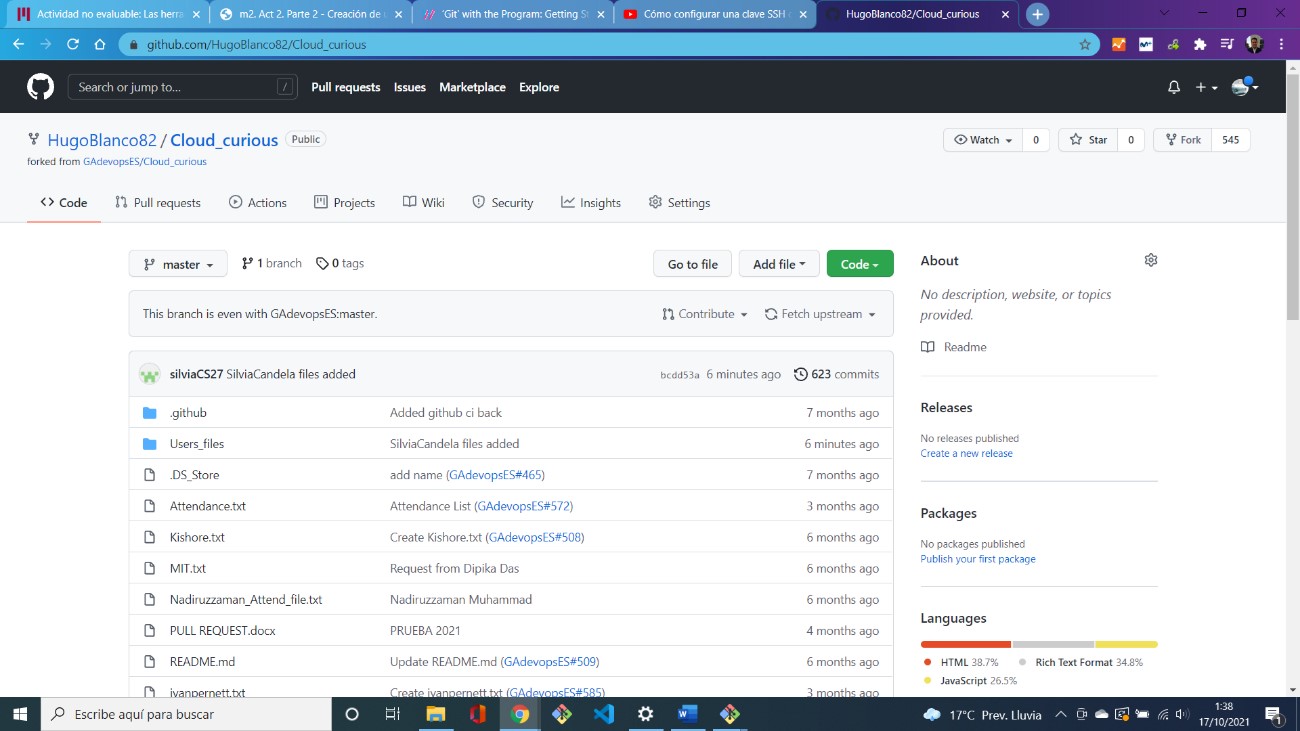 Actividad no evaluable: Las herra
m2. Act 2. Parte 2 - Creación de
'Git' with the Program: Getting S
Cómo configurar una clave SSH
HugoBlanco82/Cloud_curious
github.com/HugoBlanco82/Cloud_curious
Search or jump to... /
Pull requests Issues Marketplace Explore
HugoBlanco82 / Cloud_curious Public
Watch 0 Star 0 Fork 545
forked from GAdevopsES/Cloud_curious
Code Pull requests Actions Projects Wiki Security Insights Settings
master 1 branch 0 tags
Go to file Add file Code
This branch is even with GAdevopsES:master.
Contribute Fetch upstream
silviaCS27 SilviaCandela files added bcdd53a 6 minutes ago 623 commits
.github Added github ci back 7 months ago
Users_files SilviaCandela files added 6 minutes ago
.DS_Store add name (GAdevopsES#465) 7 months ago
Attendance.txt Attendance List (GAdevopsES#572) 3 months ago
Kishore.txt Create Kishore.txt (GAdevopsES#508) 6 months ago
MIT.txt Request from Dipika Das 6 months ago
Nadiruzzaman_Attend_file.txt Nadiruzzaman Muhammad 6 months ago
PULL REQUEST.docx PRUEBA 2021 4 months ago
README.md Update README.md (GAdevopsES#509) 6 months ago
ivanpernett.txt Create ivanpernett.txt (GAdevopsES#585) 3 months ago
About
No description, website, or topics
provided.
Readme
Releases
No releases published
Create a new release
Packages
No packages published
Publish your first package
Languages
HTML 38.7% Rich Text Format 34.8%
JavaScript 26.5%
Escribe aquí para buscar
17°C Prev. Lluvia
1:38
17/10/2021
1